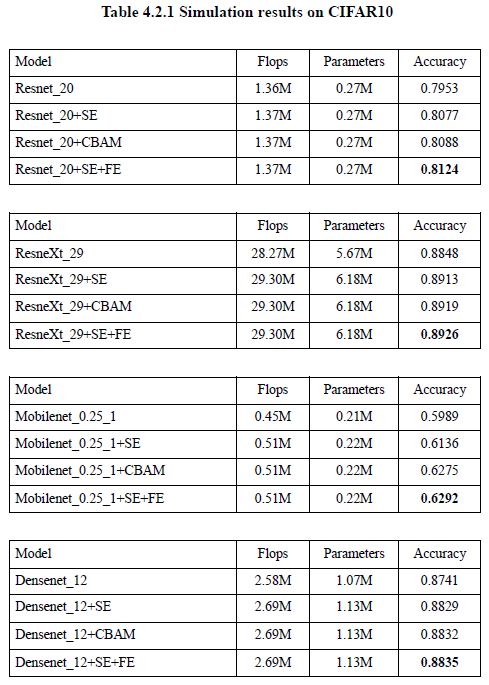 Table 4.2.1 Simulation results on CIFAR10
Model Flops Parameters Accuracy
Resnet_20 1.36M 0.27M 0.7953
Resnet_20+SE 1.37M 0.27M 0.8077
Resnet_20+CBAM 1.37M 0.27M 0.8088
Resnet_20+SE+FE 1.37M 0.27M 0.8124
Model Flops Parameters Accuracy
ResneXt_29 28.27M 5.67M 0.8848
ResneXt_29+SE 29.30M 6.18M 0.8913
ResneXt_29+CBAM 29.30M 6.18M 0.8919
ResneXt_29+SE+FE 29.30M 6.18M 0.8926
Model Flops Parameters Accuracy
Mobilenet_0.25_1 0.45M 0.21M 0.5989
Mobilenet_0.25_1+SE 0.51M 0.22M 0.6136
Mobilenet_0.25_1+CBAM 0.51M 0.22M 0.6275
Mobilenet_0.25_1+SE+FE 0.51M 0.22M 0.6292
Model Flops Parameters Accuracy
Densenet_12 2.58M 1.07M 0.8741
Densenet_12+SE 2.69M 1.13M 0.8829
Densenet_12+CBAM 2.69M 1.13M 0.8832
Densenet_12+SE+FE 2.69M 1.13M 0.8835